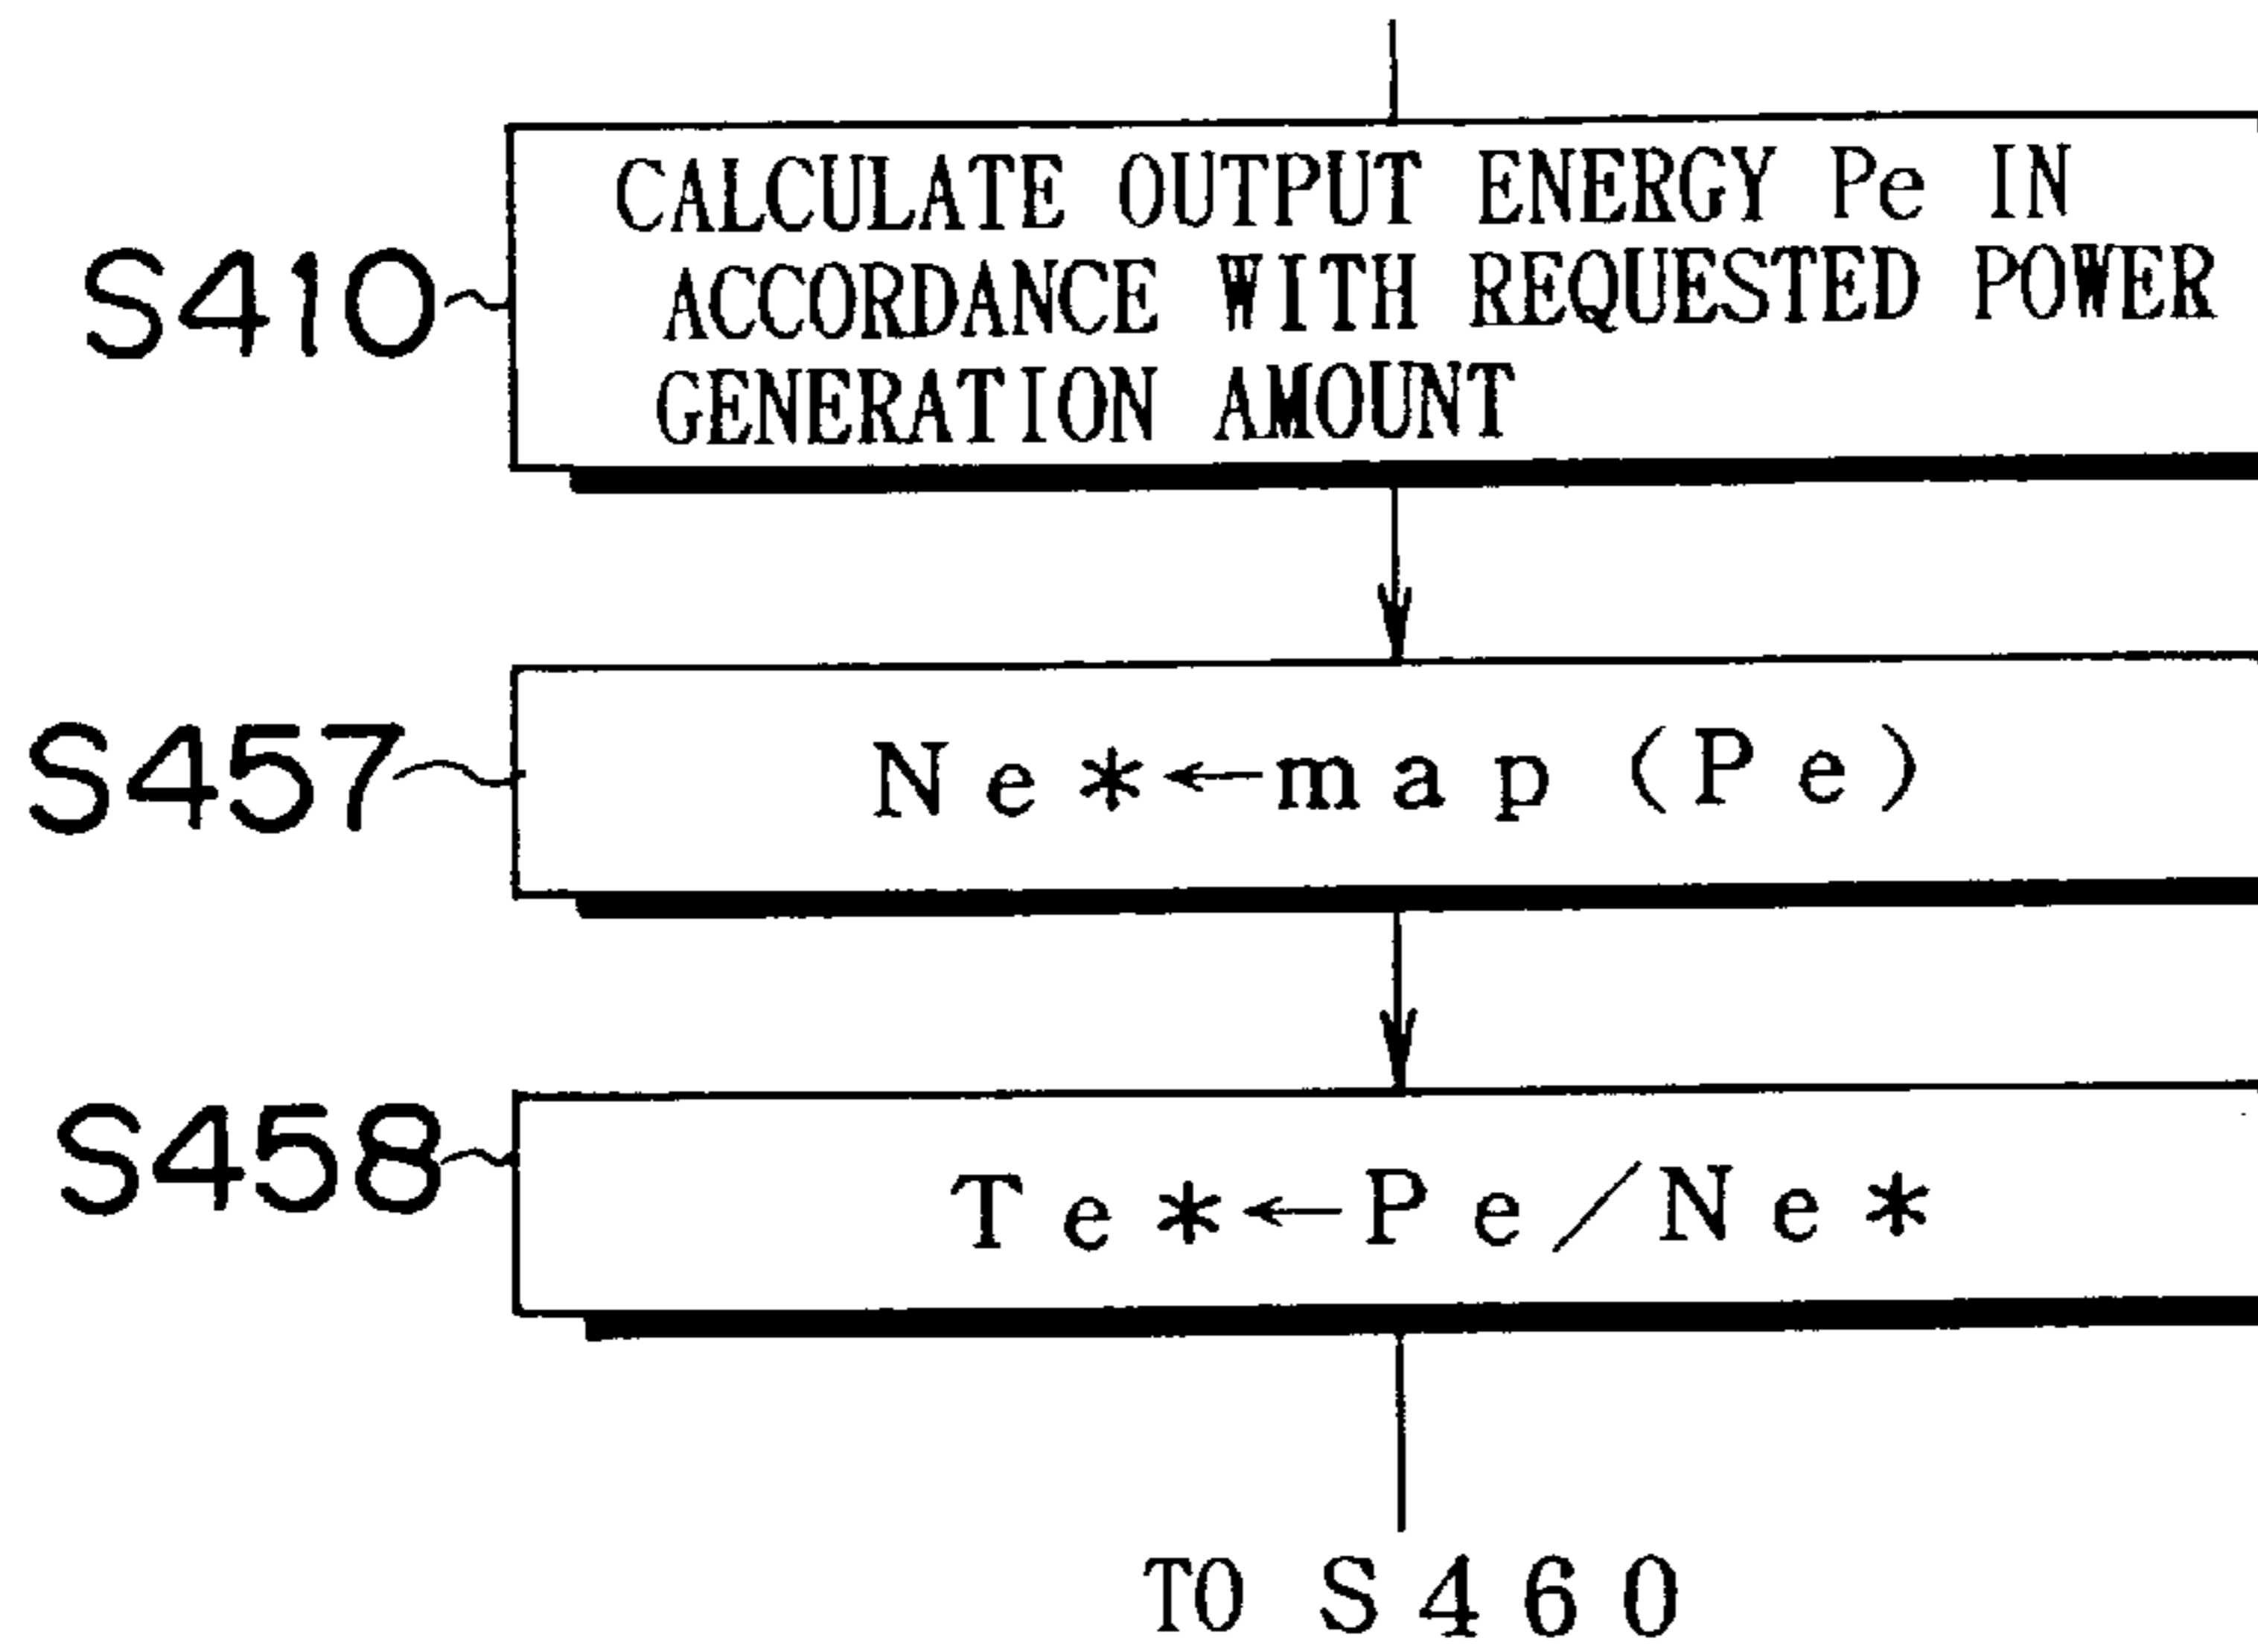 S410
CALCULATE OUTPUT ENERGY Pe IN
ACCORDANCE WITH REQUESTED POWER
GENERATION AMOUNT
S457
Ne*←map(Pe)
S458
Te*←Pe/Ne*
TO S460